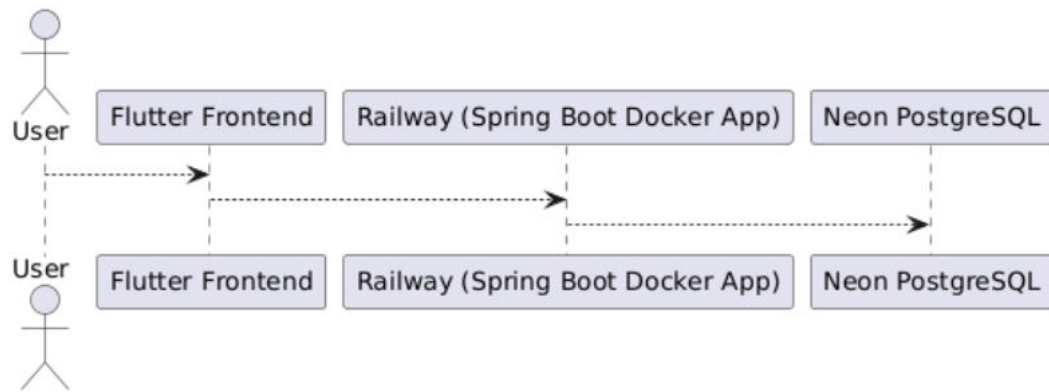 User
Flutter Frontend
Railway (Spring Boot Docker App)
Neon PostgreSQL
User
Flutter Frontend
Railway (Spring Boot Docker App)
Neon PostgreSQL